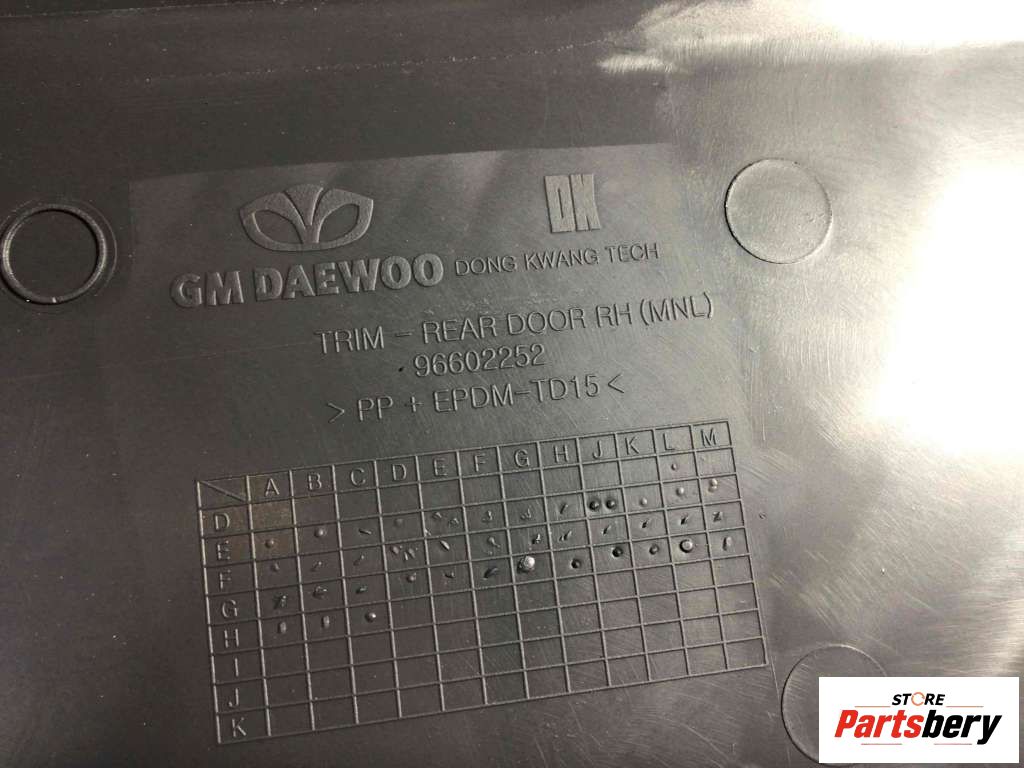 DK
GM DAEWOO DONG KWANG TECH
TRIM - REAR DOOR RH (MNL)
96602252
> PP + EPDM-TD15 <
A B C D E F G H J K L M
D
E
F
G
H
I
J
K
STORE
Partsbery